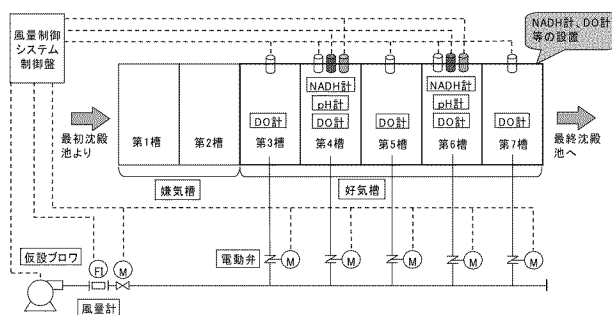 風量制御
システム
制御盤
NADH計、DO計
等の設置
最初沈殿
池より
第1槽
第2槽
DO計
第3槽
NADH計
pH計
DO計
第4槽
DO計
第5槽
NADH計
pH計
DO計
第6槽
DO計
第7槽
最終沈殿
池へ
嫌気槽
好気槽
仮設ブロワ
FI
M
風量計
電動弁
M
M
M
M
M